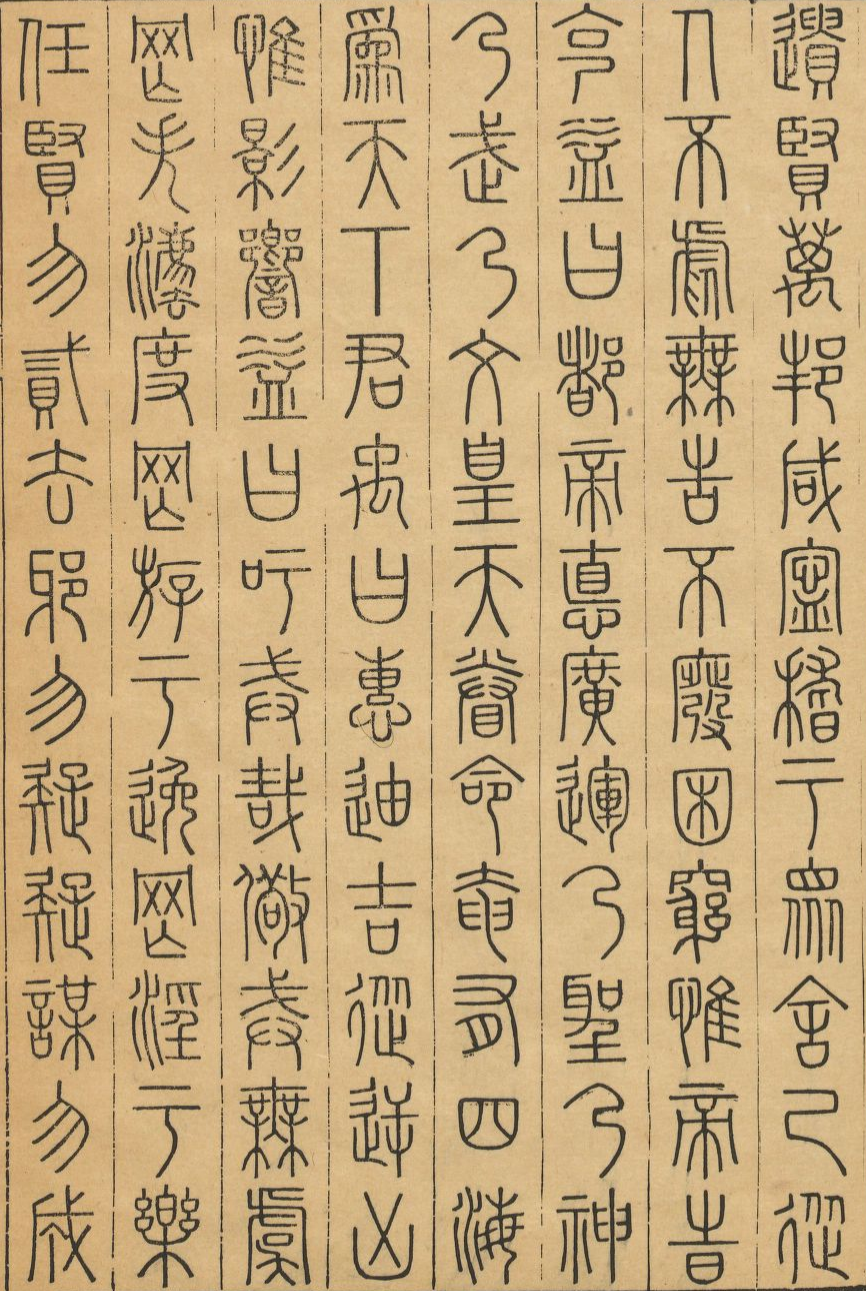 遺賢萬邦咸寧稽于眾舍己從
人不虐無告不廢困窮惟帝時
克益曰都帝德廣運乃聖乃神
乃武乃文皇天眷命奄有四海
為天下君禹曰惠迪吉從逆凶
惟影響益曰吁戒哉儆戒無虞
罔失法度罔游于逸罔淫于樂
任賢勿貳去邪勿疑疑謀勿成